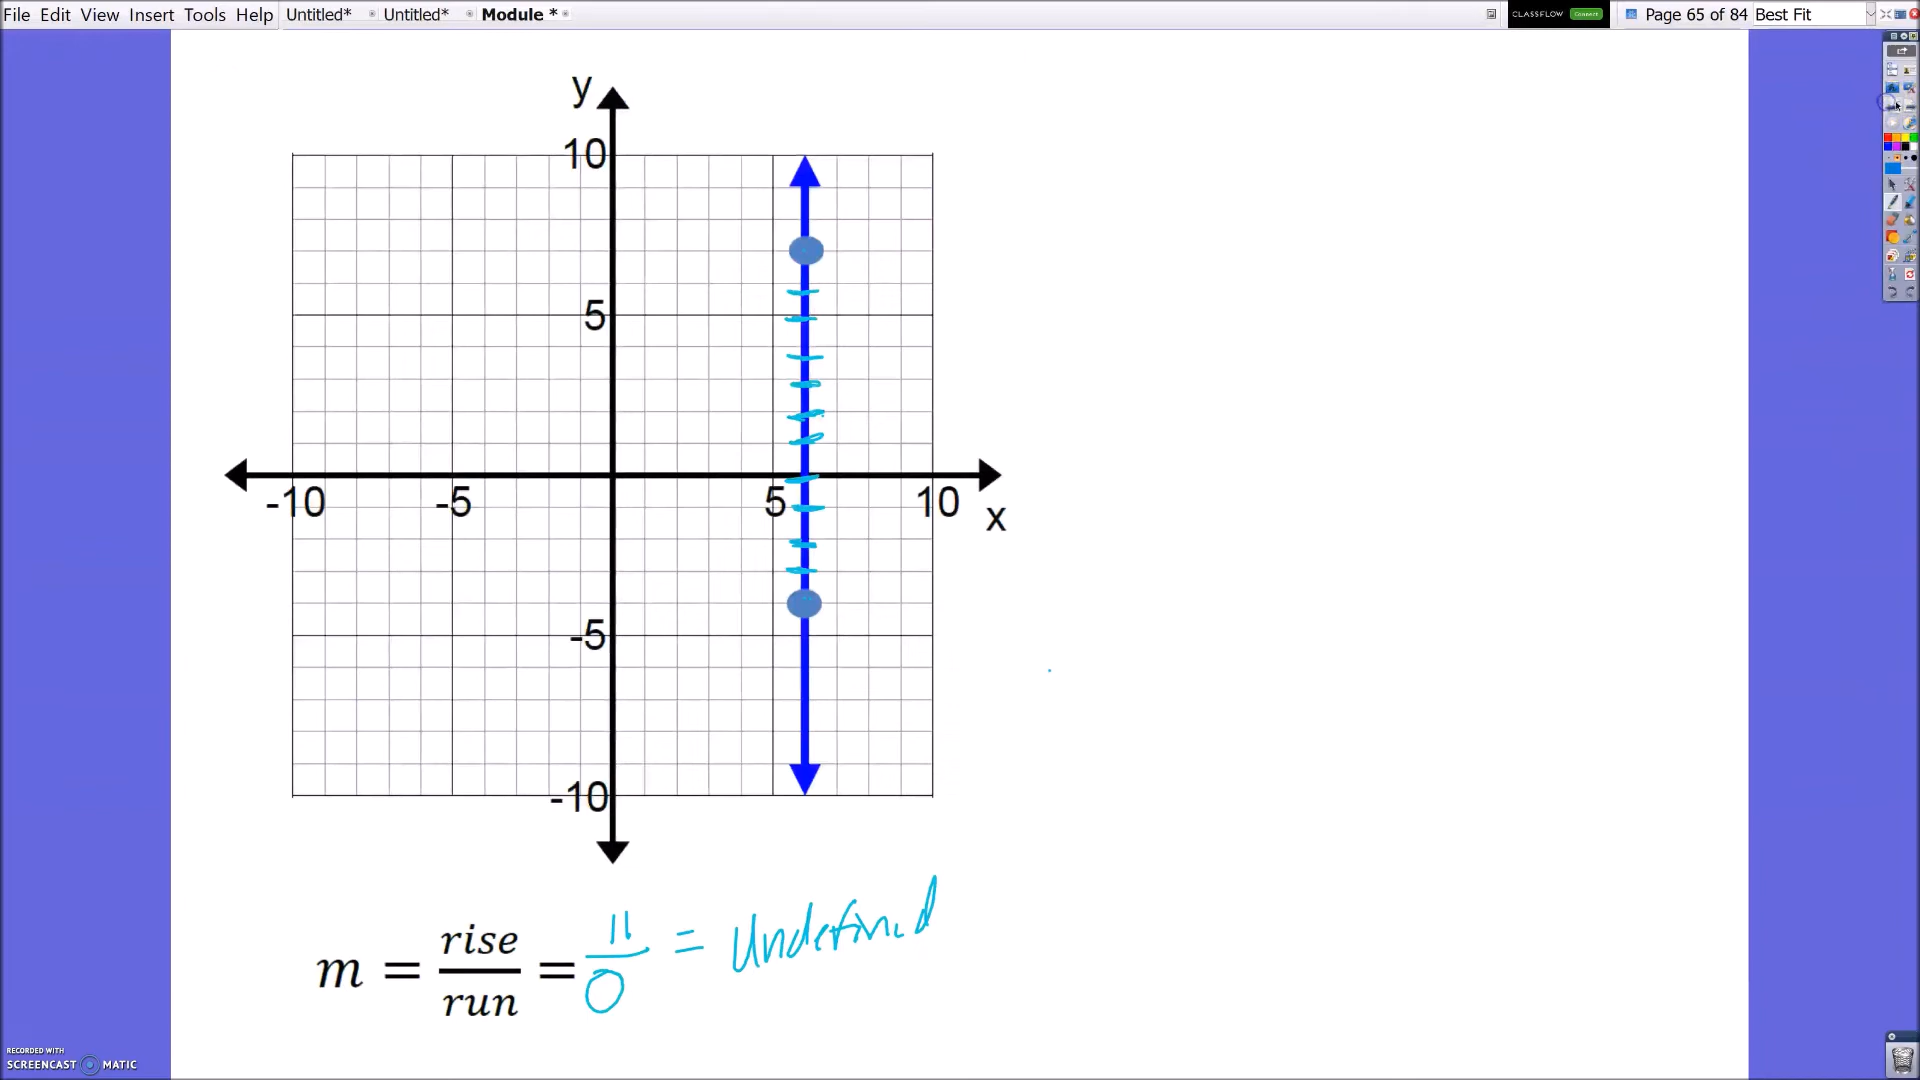 File Edit View Insert Tools Help Untitled* Untitled* Module * CLASSFLOW Connect Page 65 of 84 Best Fit
y
10
5
-10 -5 5 10
x
-5
-10
m = rise/run = 11/0 = Undefined
RECORDED WITH
SCREENCAST MATIC